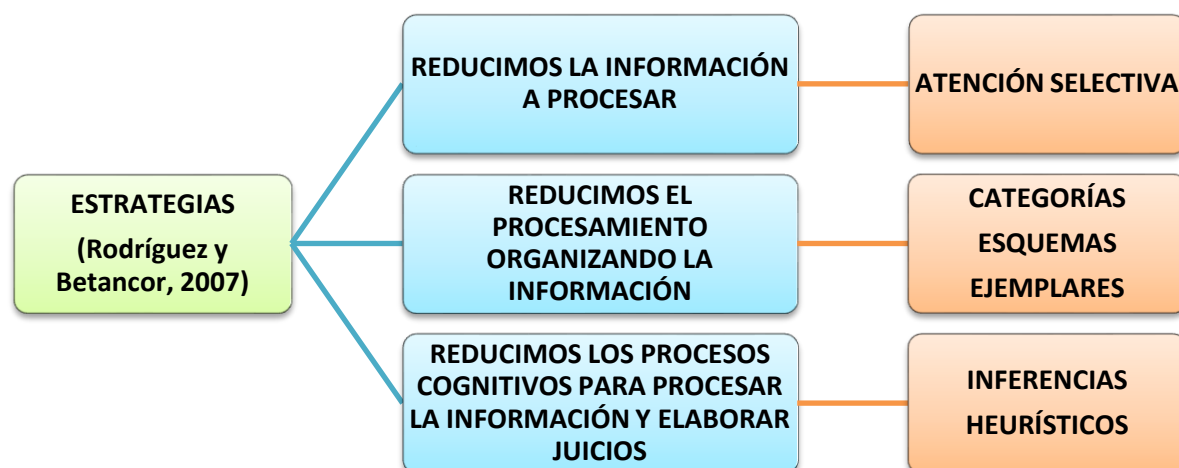 ESTRATEGIAS
(Rodríguez y
Betancor, 2007)
REDUCIMOS LA INFORMACIÓN
A PROCESAR
ATENCIÓN SELECTIVA
REDUCIMOS EL
PROCESAMIENTO
ORGANIZANDO LA
INFORMACIÓN
CATEGORÍAS
ESQUEMAS
EJEMPLARES
REDUCIMOS LOS PROCESOS
COGNITIVOS PARA PROCESAR
LA INFORMACIÓN Y ELABORAR
JUICIOS
INFERENCIAS
HEURÍSTICOS